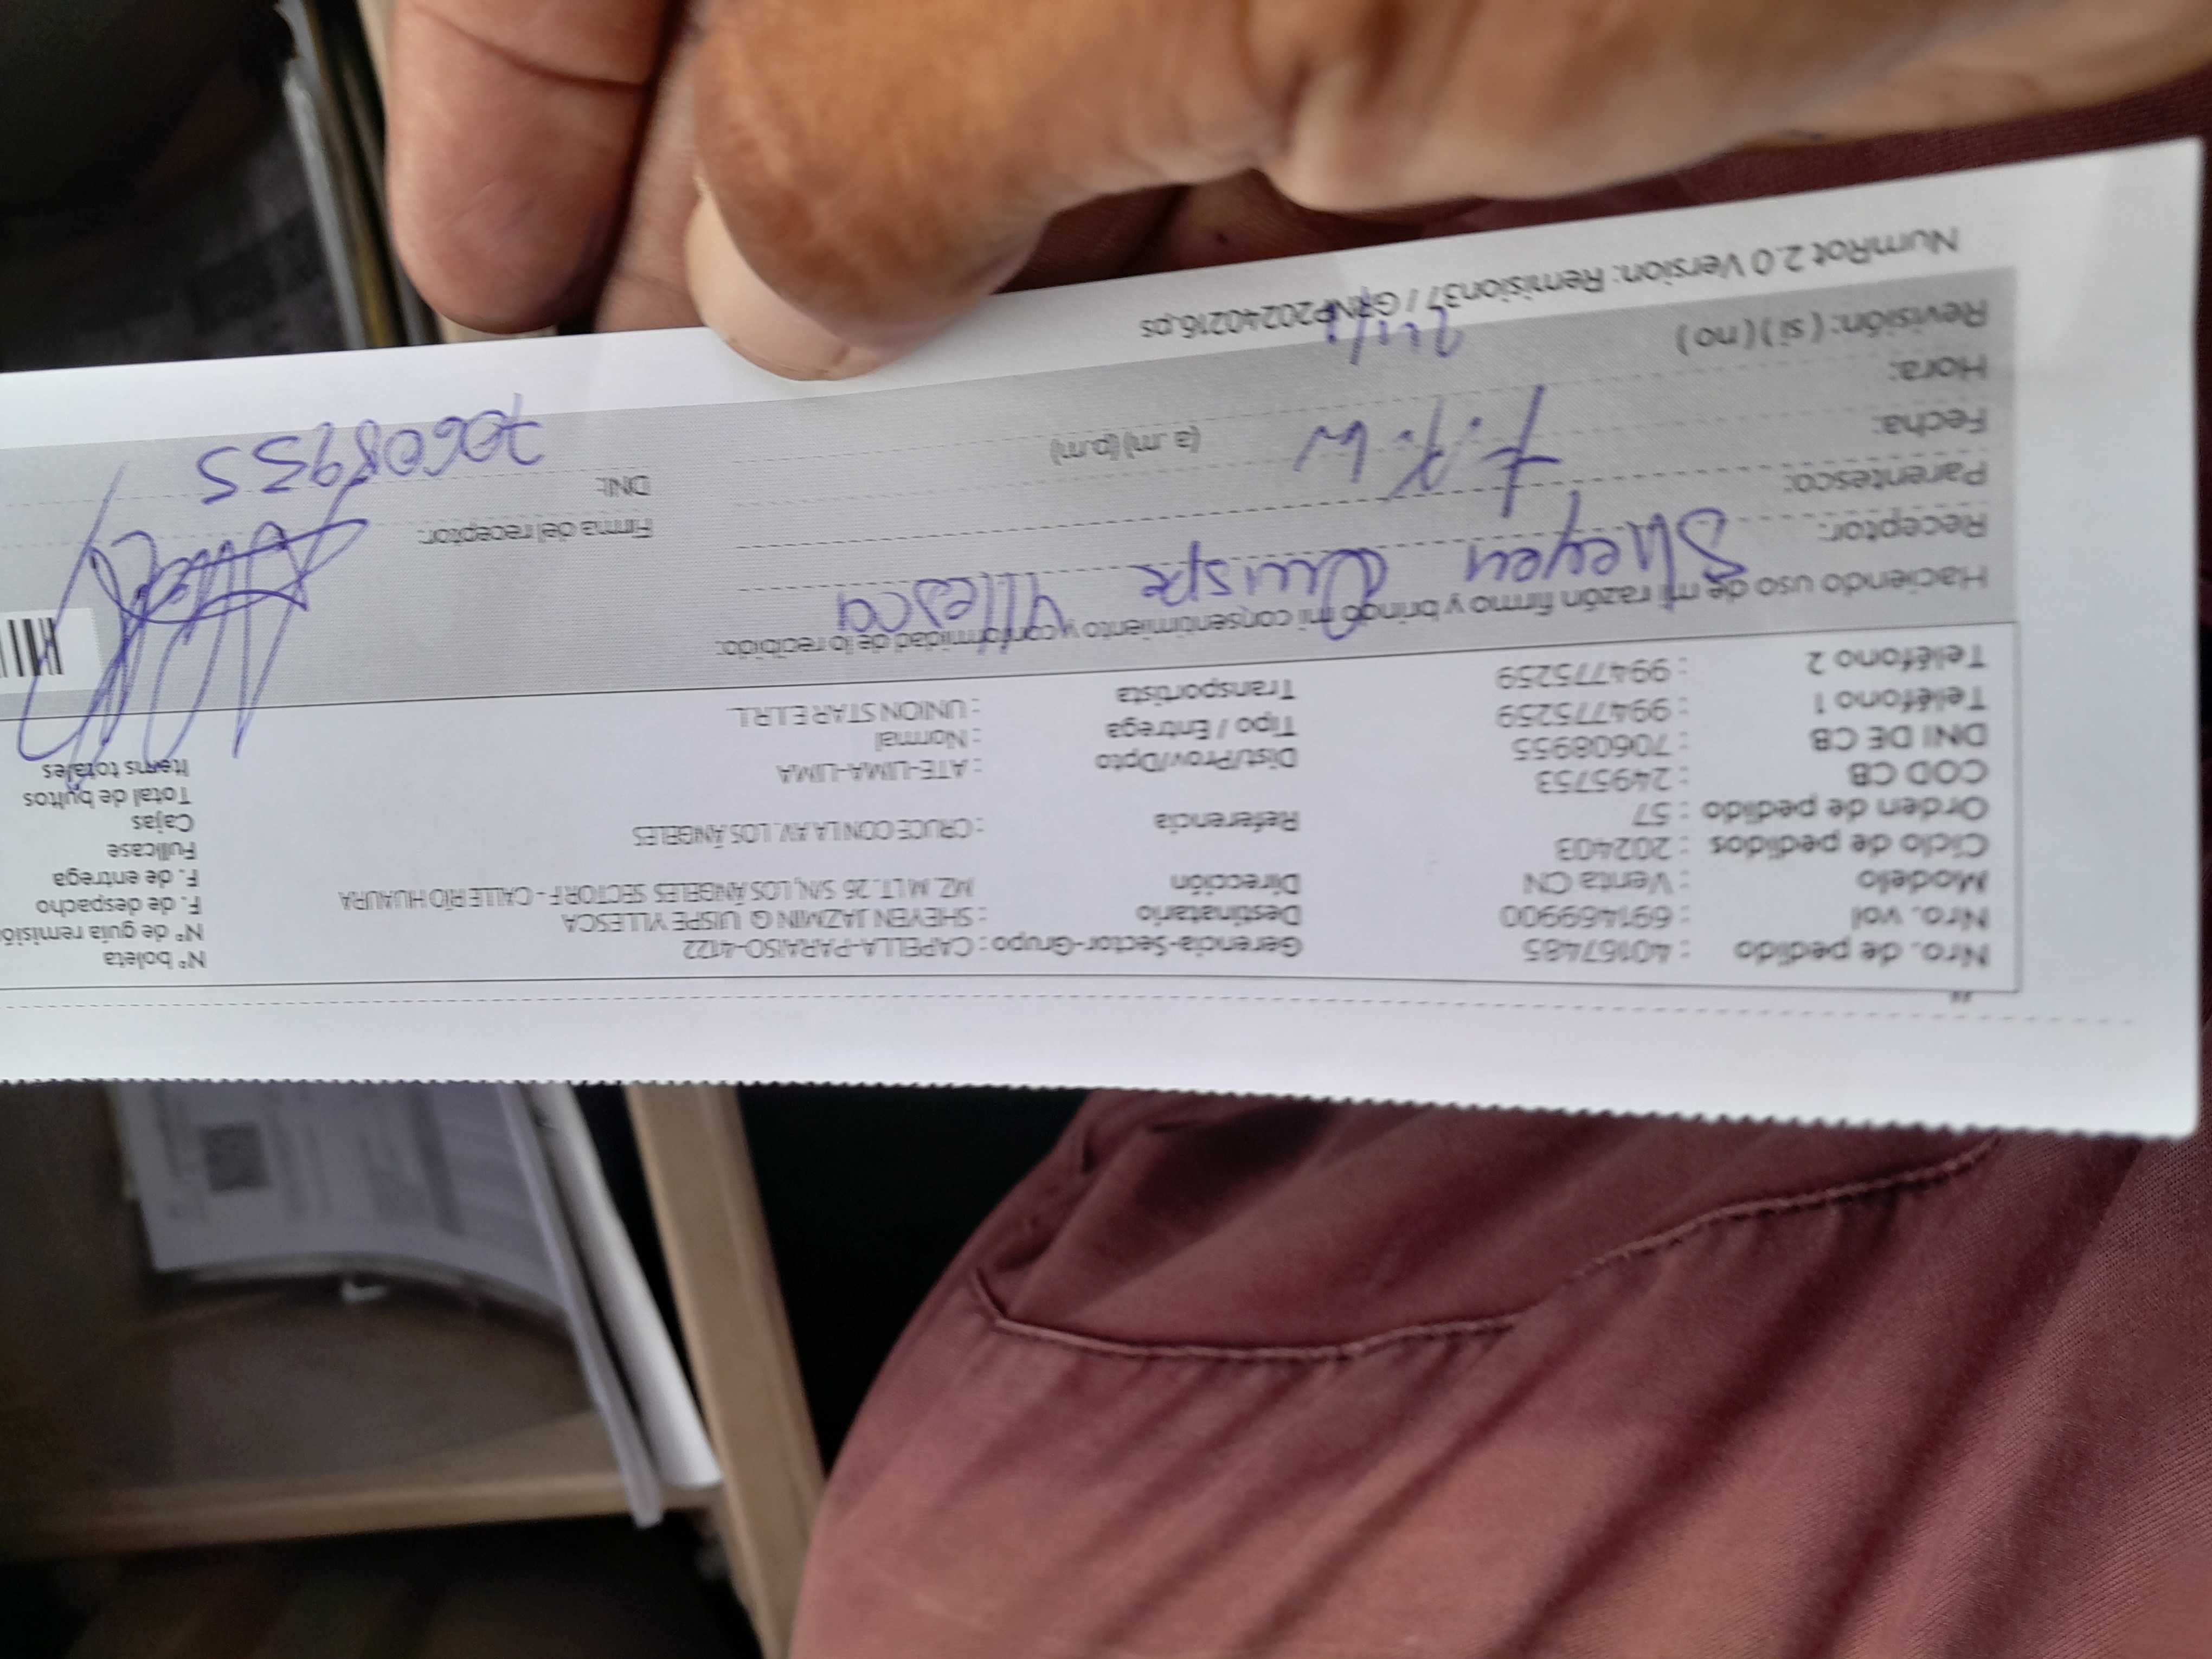 Nro. de pedido : 40167485 Gerencia-Sector-Grupo : CAPELLA-PARAISO-4122 N° boleta
Nro. vol : 691469900 Destinatario : SHEYEN JAZMIN Q UISPE YLLESCA N° de guía remisión
Modelo : Venta CN Dirección MZ. M LT. 26 S/N, LOS ÁNGELES SECTOR F - CALLE RÍO HUAURA F. de despacho
Ciclo de pedidos : 202403 F. de entrega
Orden de pedido : 57 Referencia : CRUCE CON LA AV. LOS ÁNGELES Fullcase
COD CB : 2495753 Cajas
DNI DE CB : 70608955 Dist/Prov/Dpto : ATE-LIMA-LIMA Total de bultos
Teléfono 1 : 994775259 Tipo / Entrega : Normal Items totales
Teléfono 2 : 994775259 Transportista : UNION STAR E.I.R.L.
Haciendo uso de mi razón firmo y brindo mi consentimiento y conformidad de lo recibido:
Receptor: Sheyen Quispe Yllesca Firma del receptor:
Parentesco:
Fecha: DNI: 70608955
Hora: (a .m) (p.m)
Revisión: ( si ) ( no )
NumRot 2.0 Version: Remision37 / GRNP20240216.ps